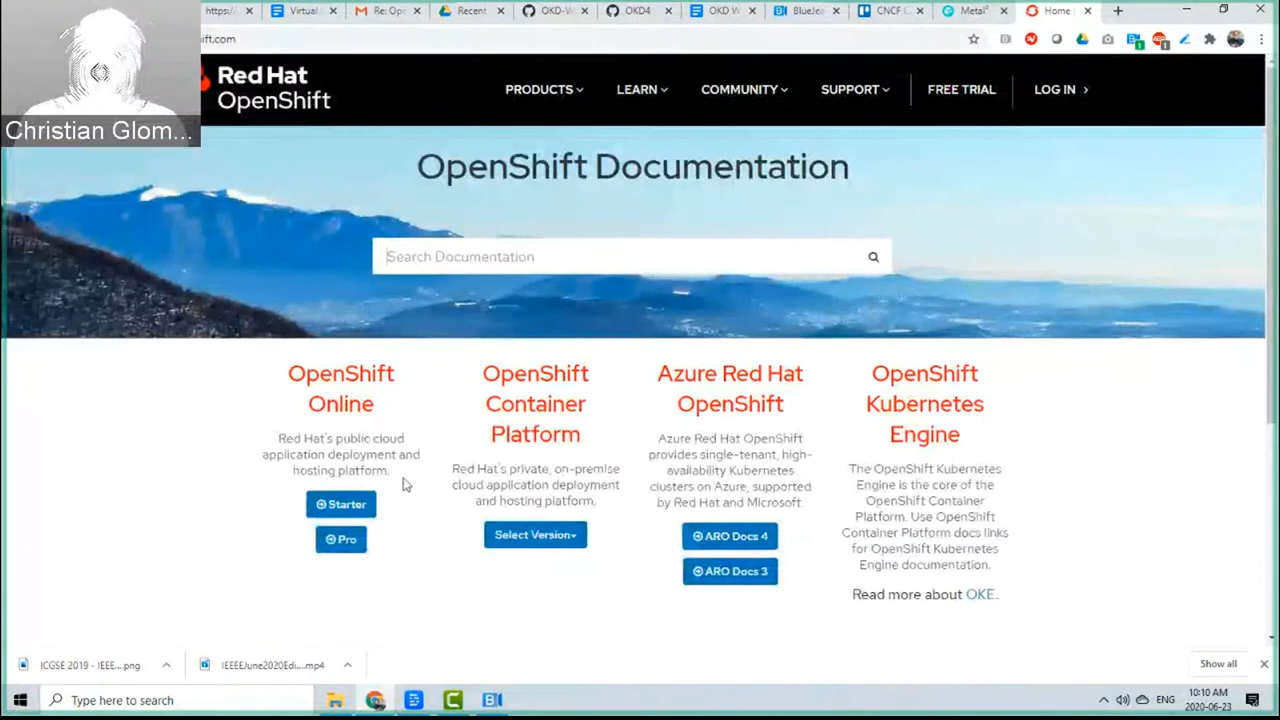 https://
Virtual
Re: Ope
Recent
OKD-W
OKD4
OKD W
BlueJea
CNCF C
Metal³
Home
ft.com
Christian Glom...
Red Hat
OpenShift
PRODUCTS
LEARN
COMMUNITY
SUPPORT
FREE TRIAL
LOG IN
OpenShift Documentation
Search Documentation
OpenShift
Online
Red Hat's public cloud
application deployment and
hosting platform.
Starter
Pro
OpenShift
Container
Platform
Red Hat's private, on-premise
cloud application deployment
and hosting platform.
Select Version
Azure Red Hat
OpenShift
Azure Red Hat OpenShift
provides single-tenant, high-
availability Kubernetes
clusters on Azure, supported
by Red Hat and Microsoft.
ARO Docs 4
ARO Docs 3
OpenShift
Kubernetes
Engine
The OpenShift Kubernetes
Engine is the core of the
OpenShift Container
Platform. Use OpenShift
Container Platform docs links
for OpenShift Kubernetes
Engine documentation.
Read more about OKE.
ICGSE 2019 - IEEE....png
IEEEJune2020Edi....mp4
Show all
Type here to search
ENG
10:10 AM
2020-06-23